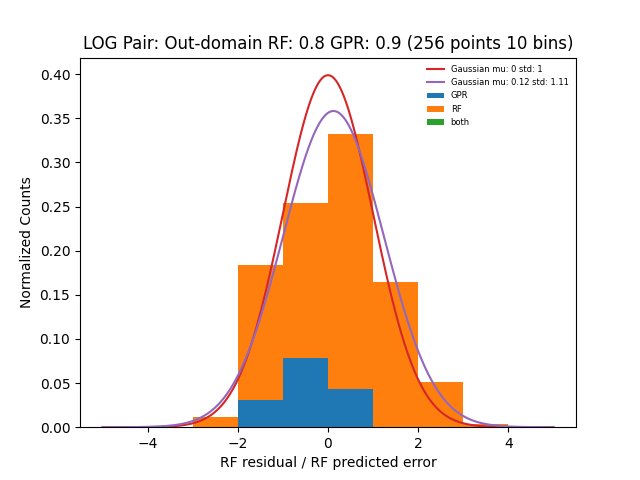 LOG Pair: Out-domain RF: 0.8 GPR: 0.9 (256 points 10 bins)
Gaussian mu: 0 std: 1
Gaussian mu: 0.12 std: 1.11
GPR
RF
both
Normalized Counts
0.40
0.35
0.30
0.25
0.20
0.15
0.10
0.05
0.00
−4 −2 0 2 4
RF residual / RF predicted error